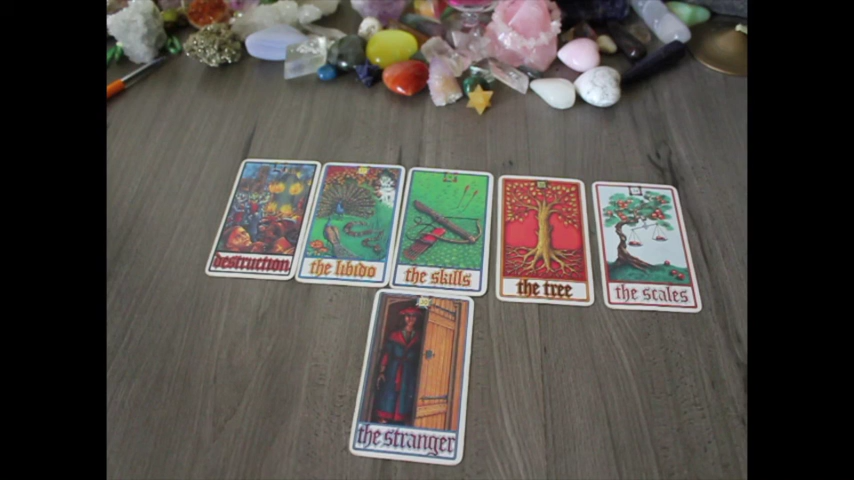 destruction
the libido
the skills
the tree
the scales
the stranger